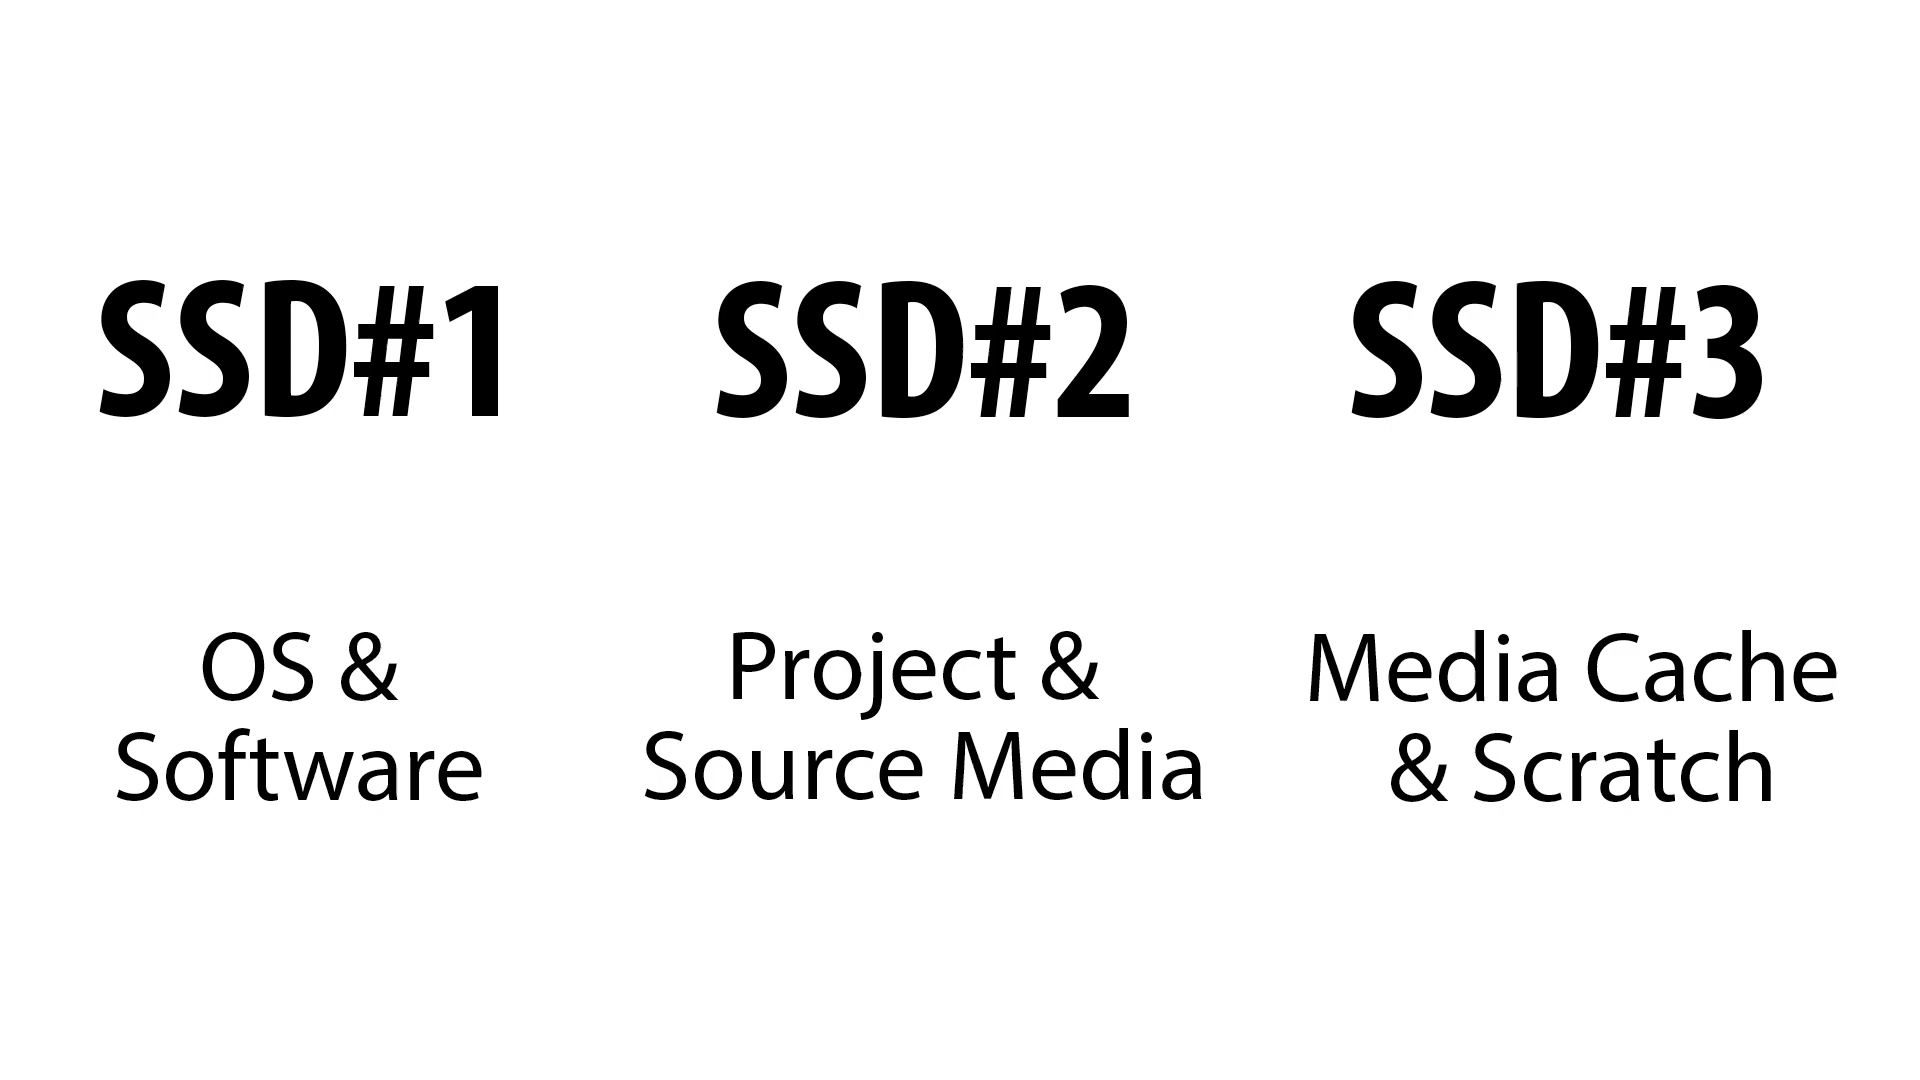 SSD#1
OS &
Software
SSD#2
Project &
Source Media
SSD#3
Media Cache
& Scratch